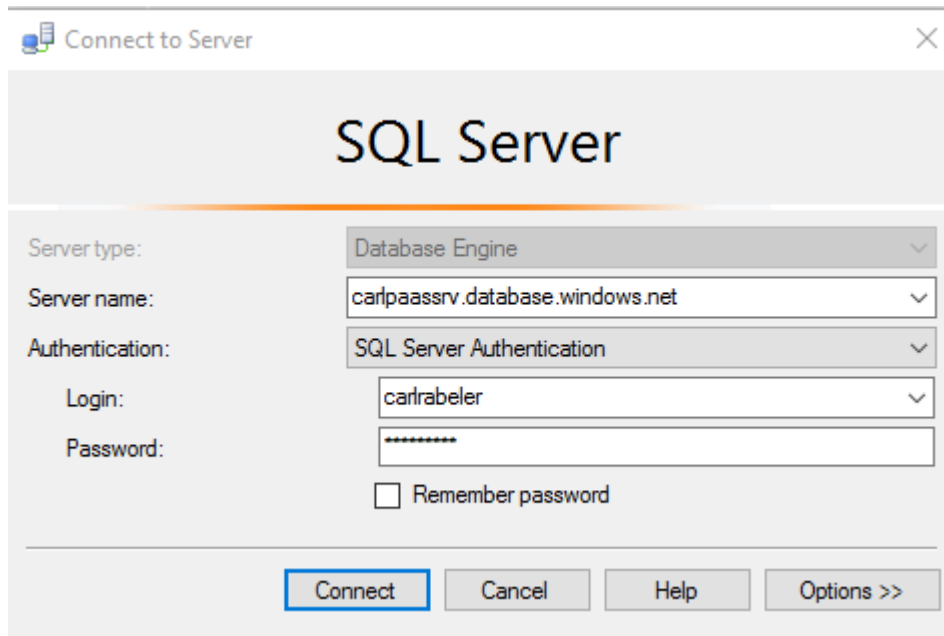 Connect to Server
SQL Server
Server type: Database Engine
Server name: carlpaassrv.database.windows.net
Authentication: SQL Server Authentication
Login: carlrabeler
Password: *********
Remember password
Connect Cancel Help Options >>